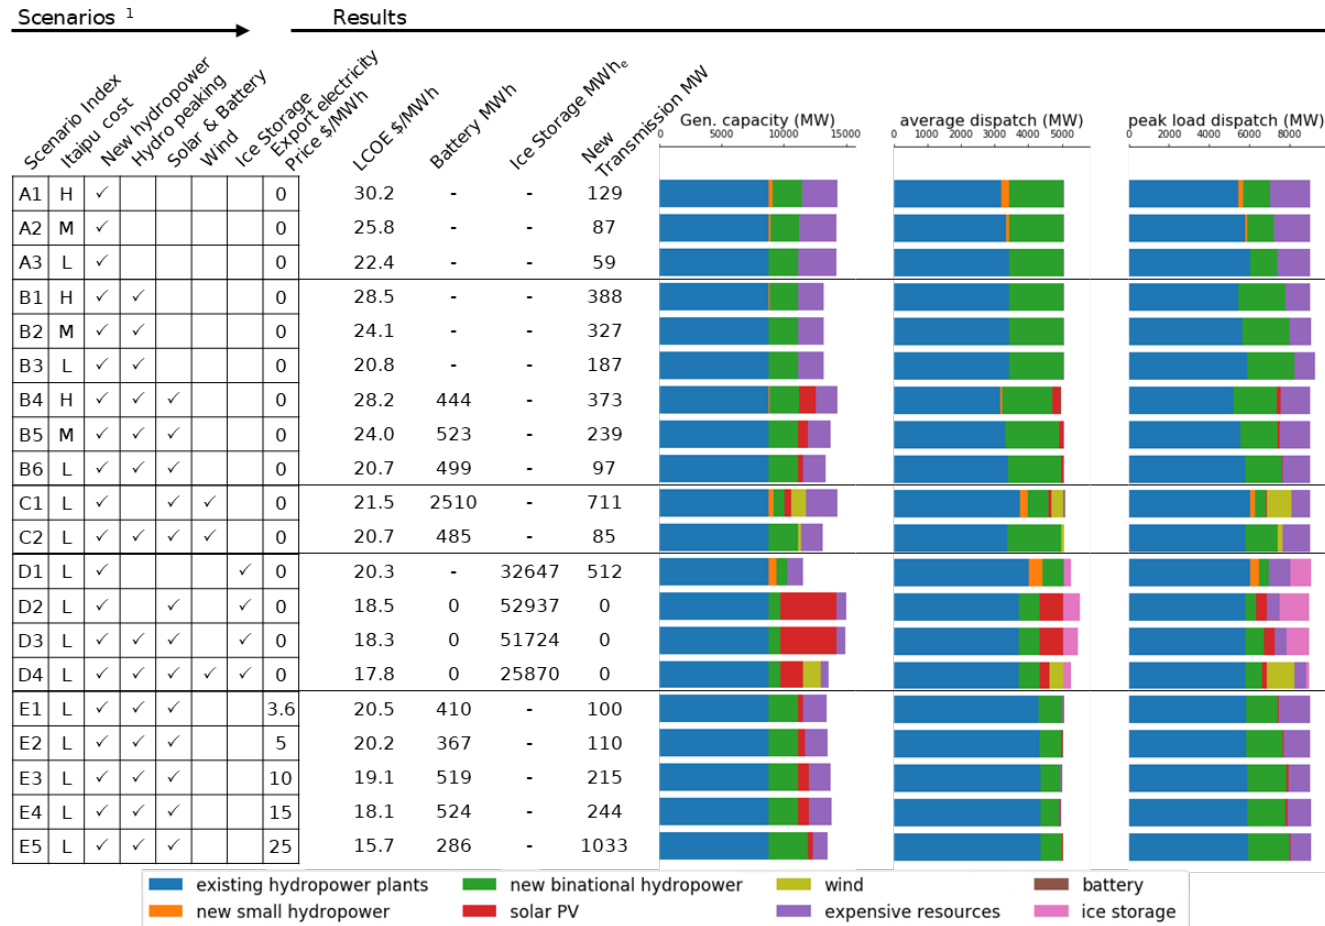 Scenarios 1
Results
Scenario Index
Itaipu cost
New hydropower
Hydro peaking
Solar & Battery
Wind
Ice Storage
Export electricity
Price $/MWh
LCOE $/MWh
Battery MWh
Ice Storage MWhe
New
Transmission MW
Gen. capacity (MW)
0 5000 10000 15000
average dispatch (MW)
0 1000 2000 3000 4000 5000
peak load dispatch (MW)
0 2000 4000 6000 8000
A1 H ✓ 0 30.2 - - 129
A2 M ✓ 0 25.8 - - 87
A3 L ✓ 0 22.4 - - 59
B1 H ✓ ✓ 0 28.5 - - 388
B2 M ✓ ✓ 0 24.1 - - 327
B3 L ✓ ✓ 0 20.8 - - 187
B4 H ✓ ✓ ✓ 0 28.2 444 - 373
B5 M ✓ ✓ ✓ 0 24.0 523 - 239
B6 L ✓ ✓ ✓ 0 20.7 499 - 97
C1 L ✓ ✓ ✓ 0 21.5 2510 - 711
C2 L ✓ ✓ ✓ ✓ 0 20.7 485 - 85
D1 L ✓ ✓ 0 20.3 - 32647 512
D2 L ✓ ✓ ✓ 0 18.5 0 52937 0
D3 L ✓ ✓ ✓ ✓ 0 18.3 0 51724 0
D4 L ✓ ✓ ✓ ✓ ✓ 0 17.8 0 25870 0
E1 L ✓ ✓ ✓ 3.6 20.5 410 - 100
E2 L ✓ ✓ ✓ 5 20.2 367 - 110
E3 L ✓ ✓ ✓ 10 19.1 519 - 215
E4 L ✓ ✓ ✓ 15 18.1 524 - 244
E5 L ✓ ✓ ✓ 25 15.7 286 - 1033
existing hydropower plants
new binational hydropower
wind
battery
new small hydropower
solar PV
expensive resources
ice storage